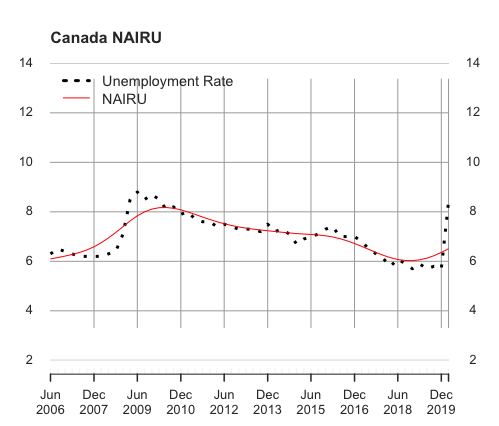 Canada NAIRU
14 14
Unemployment Rate
NAIRU
12 12
10 10
8 8
6 6
4 4
2 2
Jun Dec Jun Dec Jun Dec Jun Dec Jun Dec
2006 2007 2009 2010 2012 2013 2015 2016 2018 2019